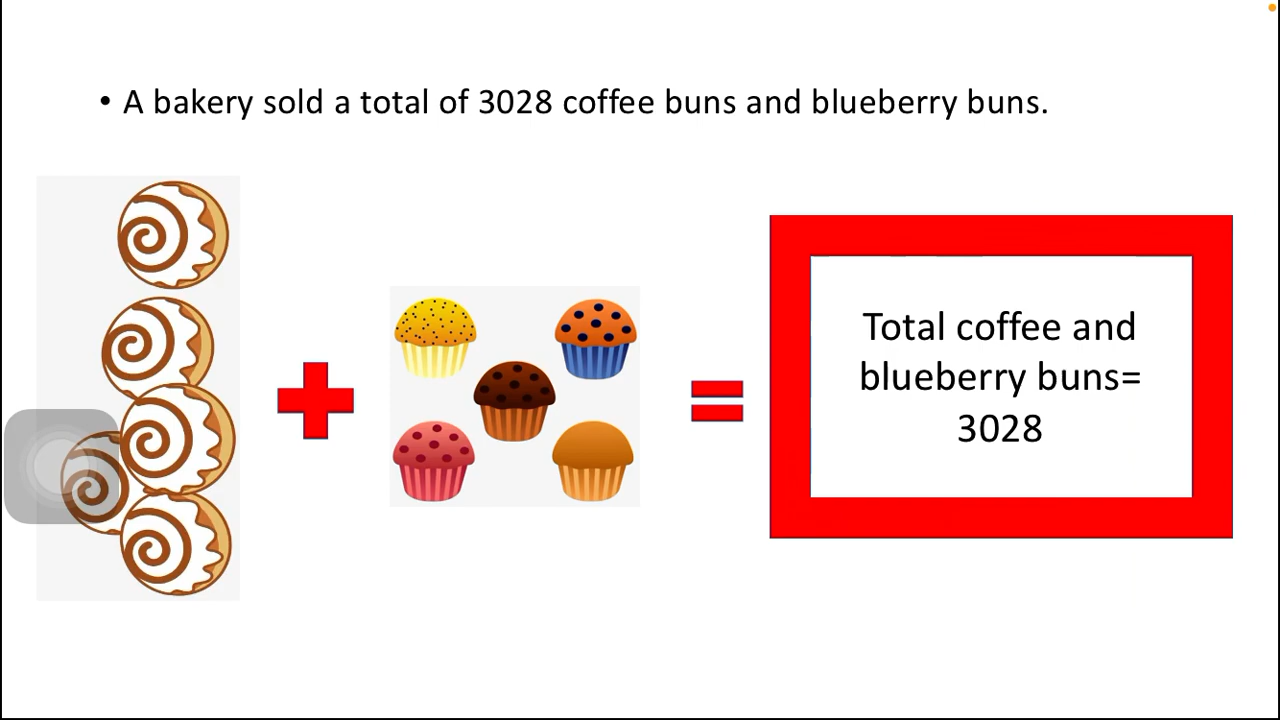 • A bakery sold a total of 3028 coffee buns and blueberry buns.
Total coffee and
blueberry buns=
3028